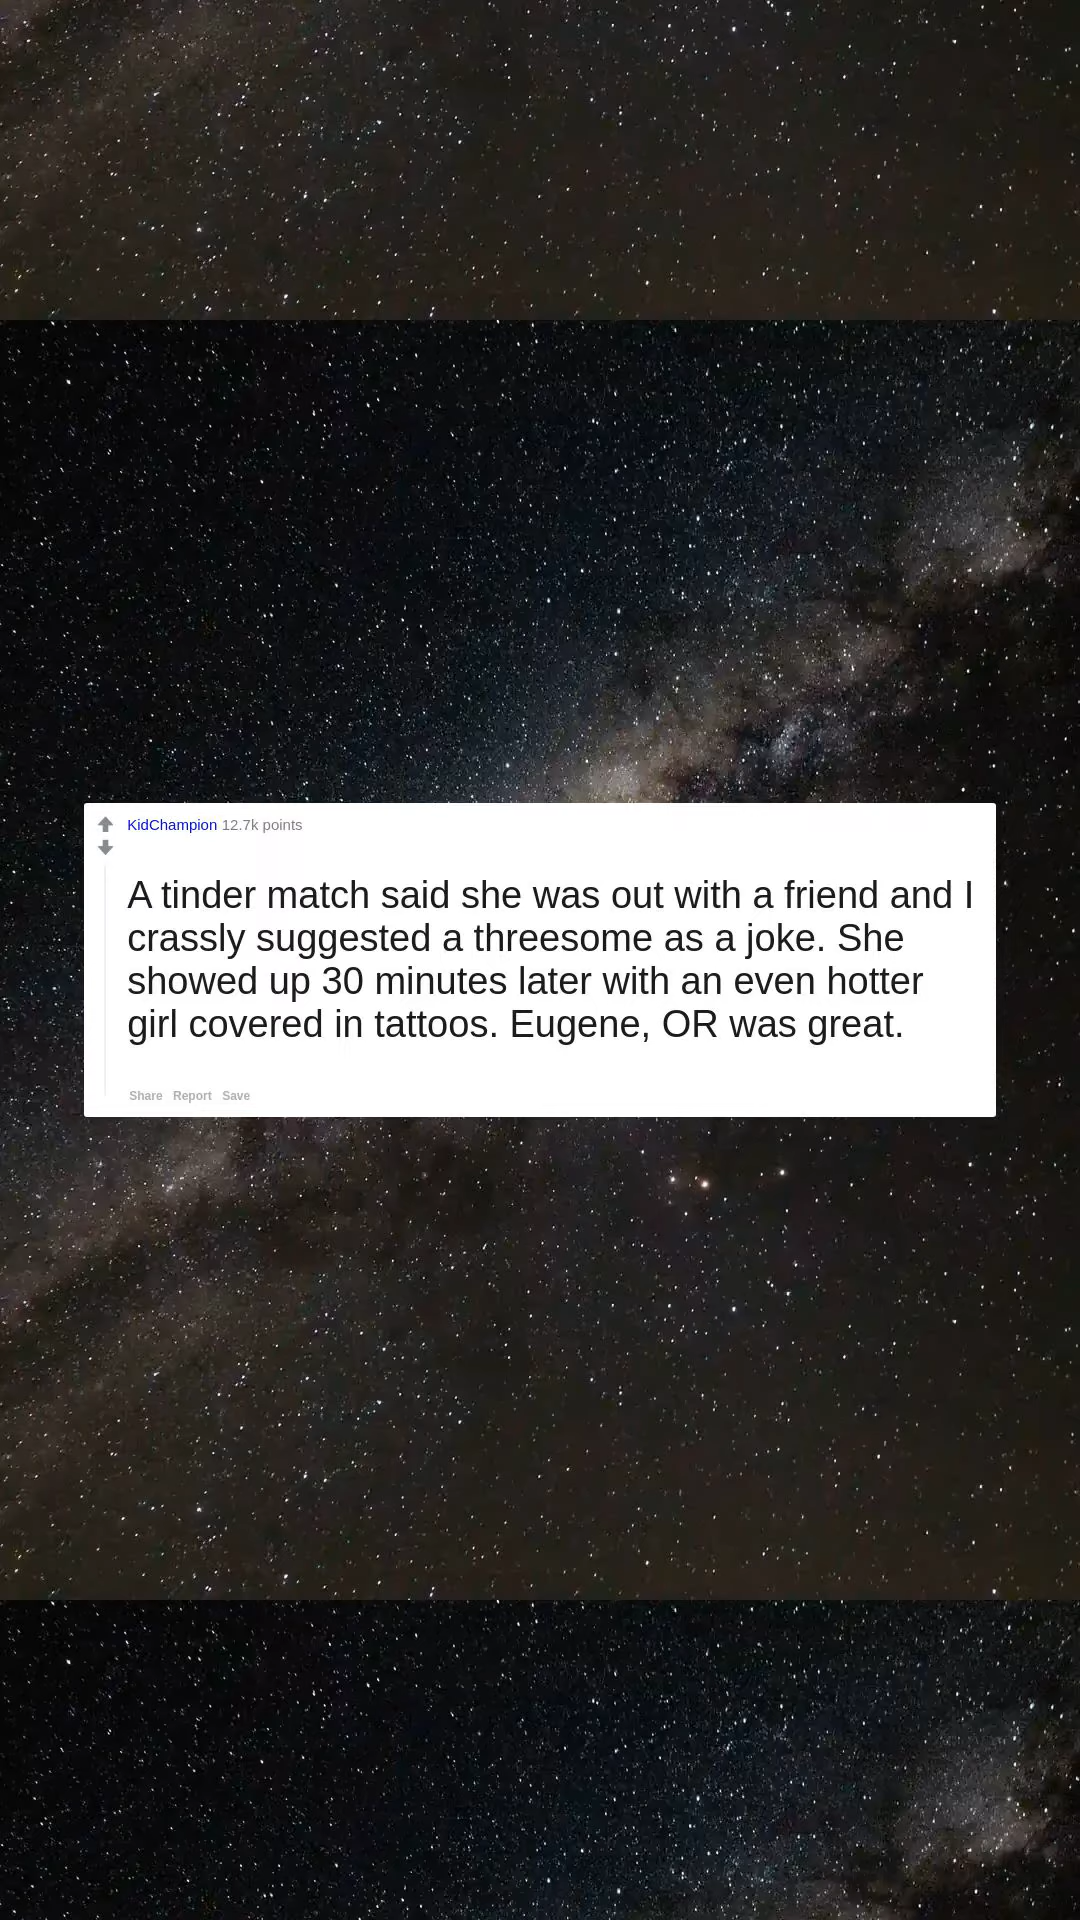 KidChampion 12.7k points
A tinder match said she was out with a friend and I
crassly suggested a threesome as a joke. She
showed up 30 minutes later with an even hotter
girl covered in tattoos. Eugene, OR was great.
Share Report Save